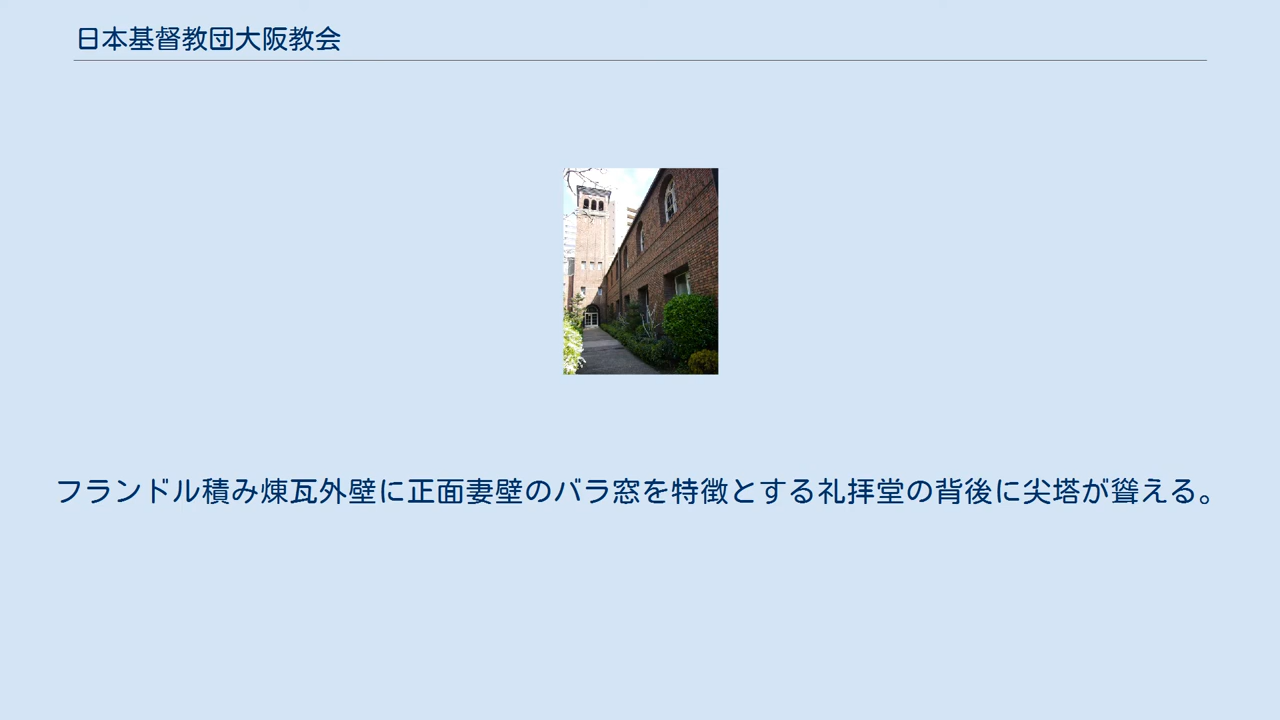 日本基督教団大阪教会
フランドル積み煉瓦外壁に正面妻壁のバラ窓を特徴とする礼拝堂の背後に尖塔が聳える。